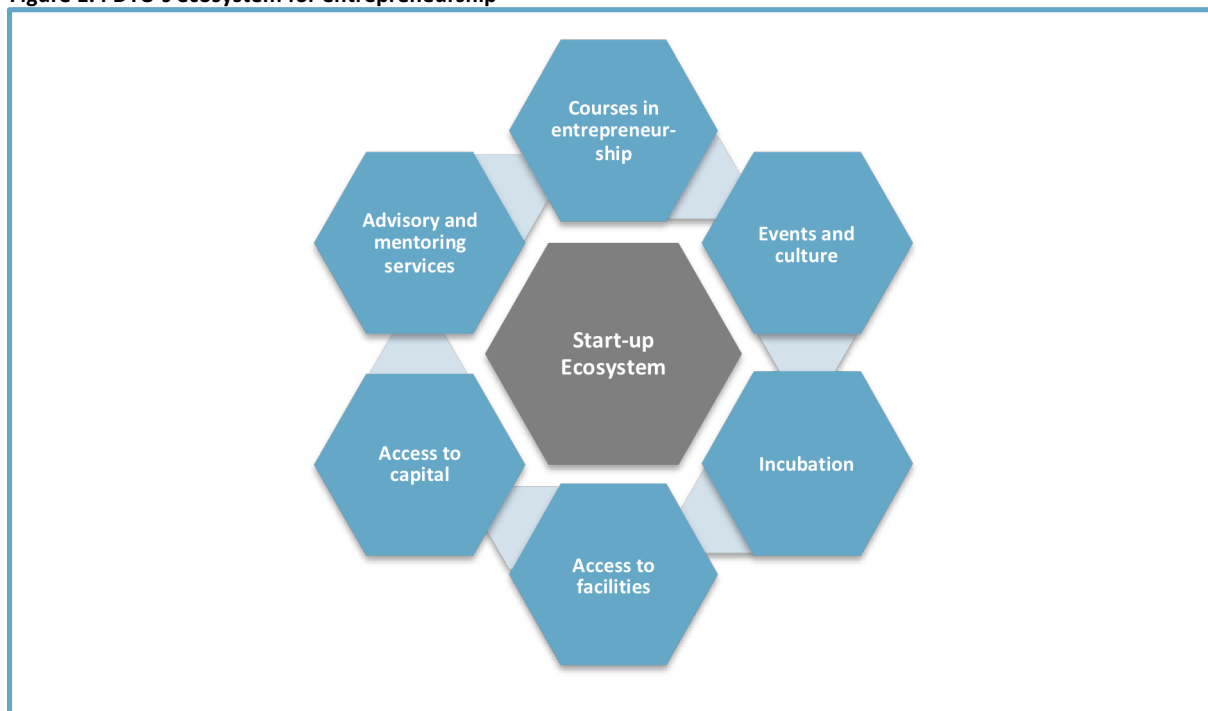 Courses in
entrepreneur-
ship
Events and
culture
Incubation
Access to
facilities
Access to
capital
Advisory and
mentoring
services
Start-up
Ecosystem